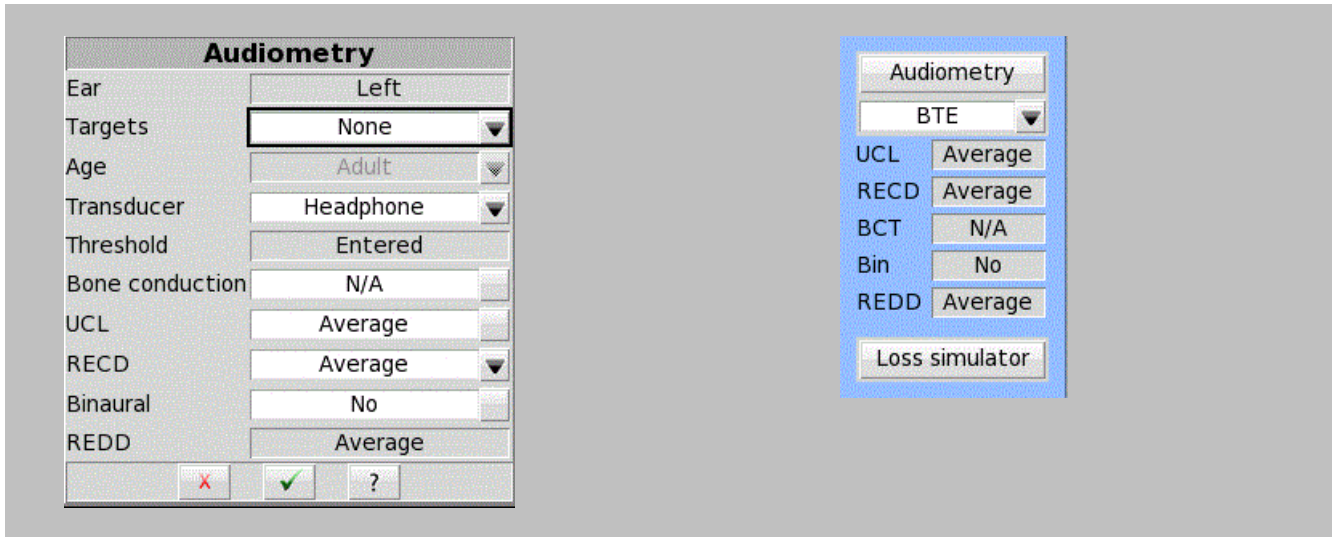 Audiometry
Ear Left
Targets None
Age Adult
Transducer Headphone
Threshold Entered
Bone conduction N/A
UCL Average
RECD Average
Binaural No
REDD Average
X ✓ ?
Audiometry
BTE
UCL Average
RECD Average
BCT N/A
Bin No
REDD Average
Loss simulator